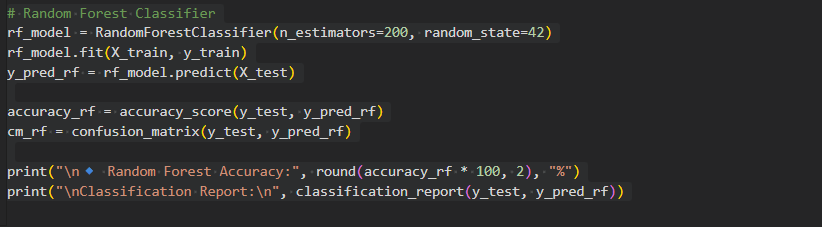 # Random Forest Classifier
rf_model = RandomForestClassifier(n_estimators=200, random_state=42)
rf_model.fit(X_train, y_train)
y_pred_rf = rf_model.predict(X_test)
accuracy_rf = accuracy_score(y_test, y_pred_rf)
cm_rf = confusion_matrix(y_test, y_pred_rf)
print("\n🔹 Random Forest Accuracy:", round(accuracy_rf * 100, 2), "%")
print("\nClassification Report:\n", classification_report(y_test, y_pred_rf))